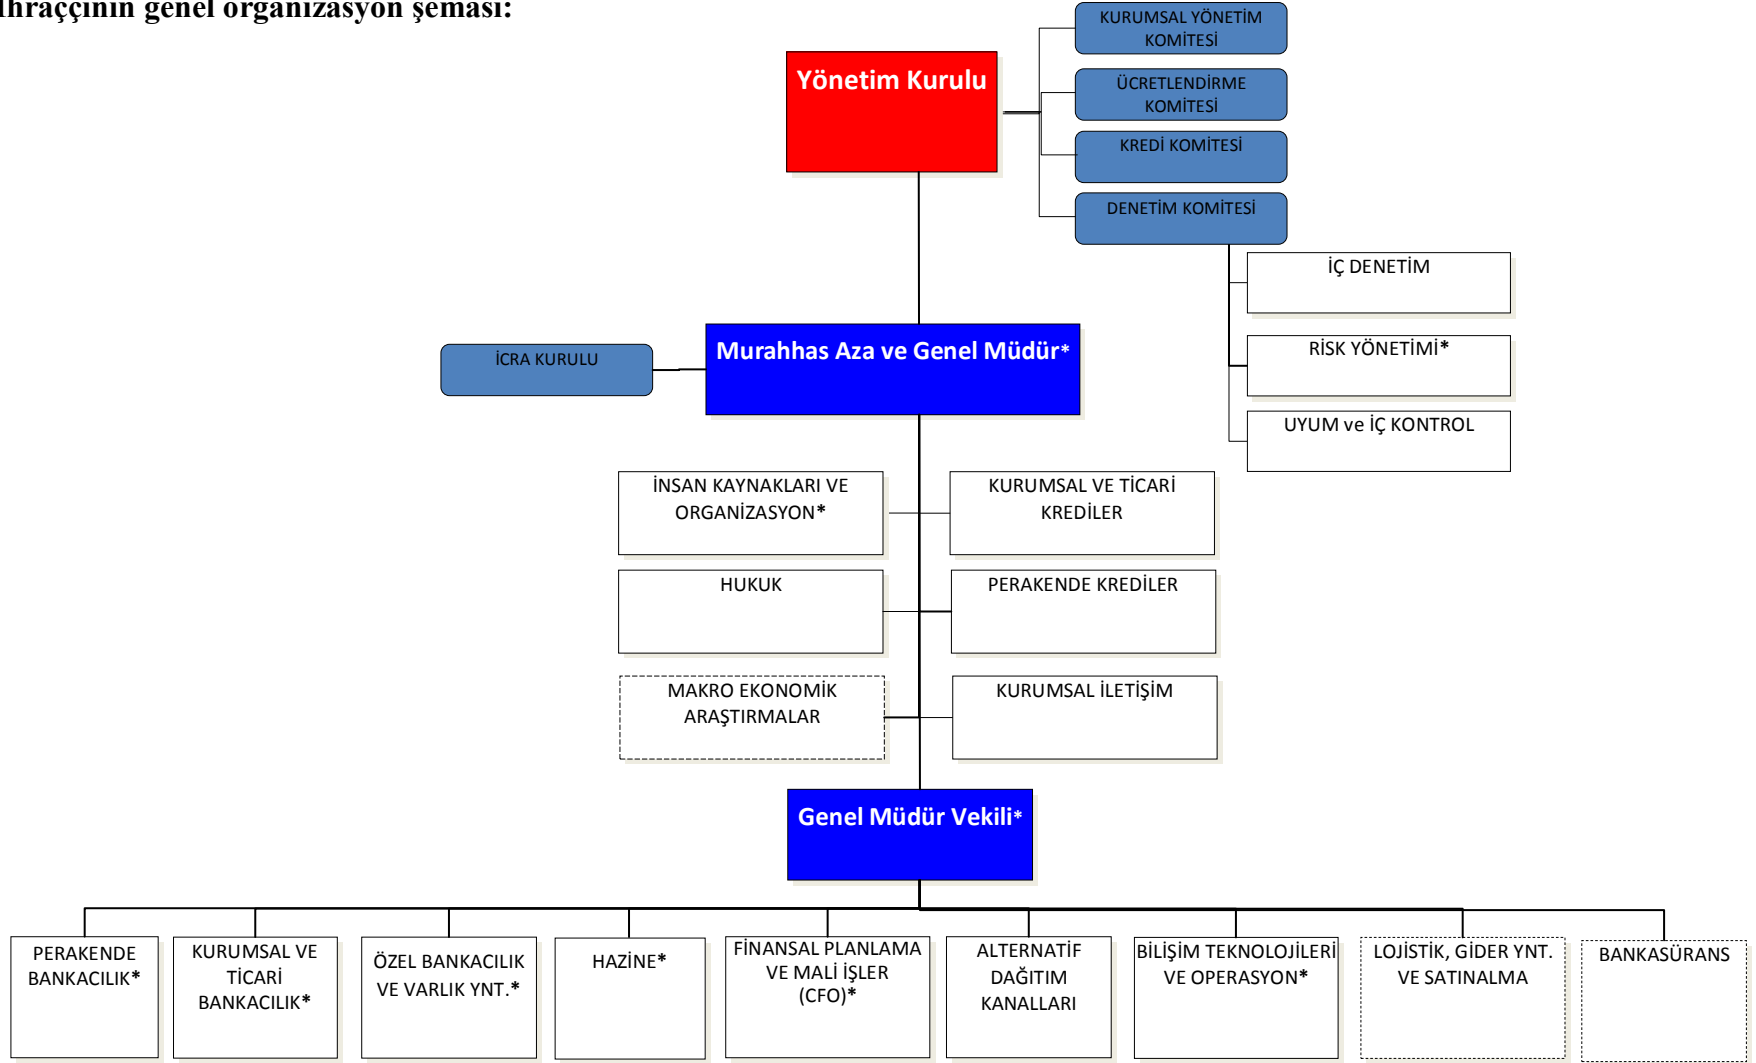 İhraççının genel organizasyon şeması:
KURUMSAL YÖNETİM
KOMİTESİ
Yönetim Kurulu
ÜCRETLENDİRME
KOMİTESİ
KREDİ KOMİTESİ
DENETİM KOMİTESİ
İÇ DENETİM
RİSK YÖNETİMİ*
UYUM ve İÇ KONTROL
Murahhas Aza ve Genel Müdür*
İCRA KURULU
İNSAN KAYNAKLARI VE
ORGANİZASYON*
KURUMSAL VE TİCARİ
KREDİLER
HUKUK
PERAKENDE KREDİLER
MAKRO EKONOMİK
ARAŞTIRMALAR
KURUMSAL İLETİŞİM
Genel Müdür Vekili*
PERAKENDE
BANKACILIK*
KURUMSAL VE
TİCARİ
BANKACILIK*
ÖZEL BANKACILIK
VE VARLIK YNT.*
HAZİNE*
FİNANSAL PLANLAMA
VE MALİ İŞLER
(CFO)*
ALTERNATİF
DAĞITIM
KANALLARI
BİLİŞİM TEKNOLOJİLERİ
VE OPERASYON*
LOJİSTİK, GİDER YNT.
VE SATINALMA
BANKASÜRANS